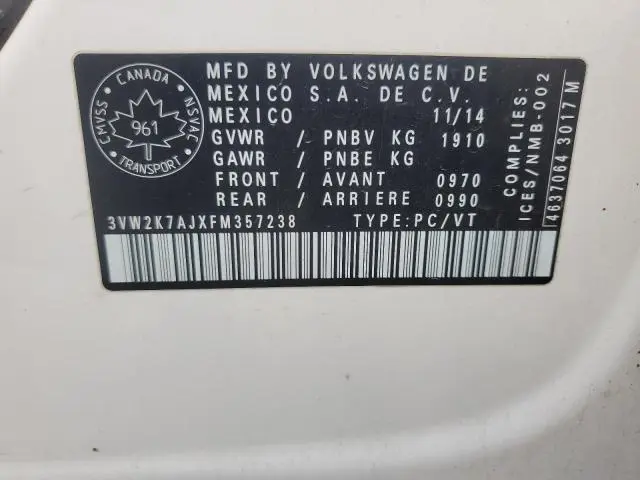 CANADA
CMVSS
NSVAC
961
TRANSPORT
MFD BY VOLKSWAGEN DE
MEXICO S.A. DE C.V.
MEXICO 11/14
GVWR / PNBV KG 1910
GAWR / PNBE KG
FRONT / AVANT 0970
REAR / ARRIERE 0990
3VW2K7AJXFM357238 TYPE:PC/VT
COMPLIES:
ICES/NMB-002
4637064 3017 M